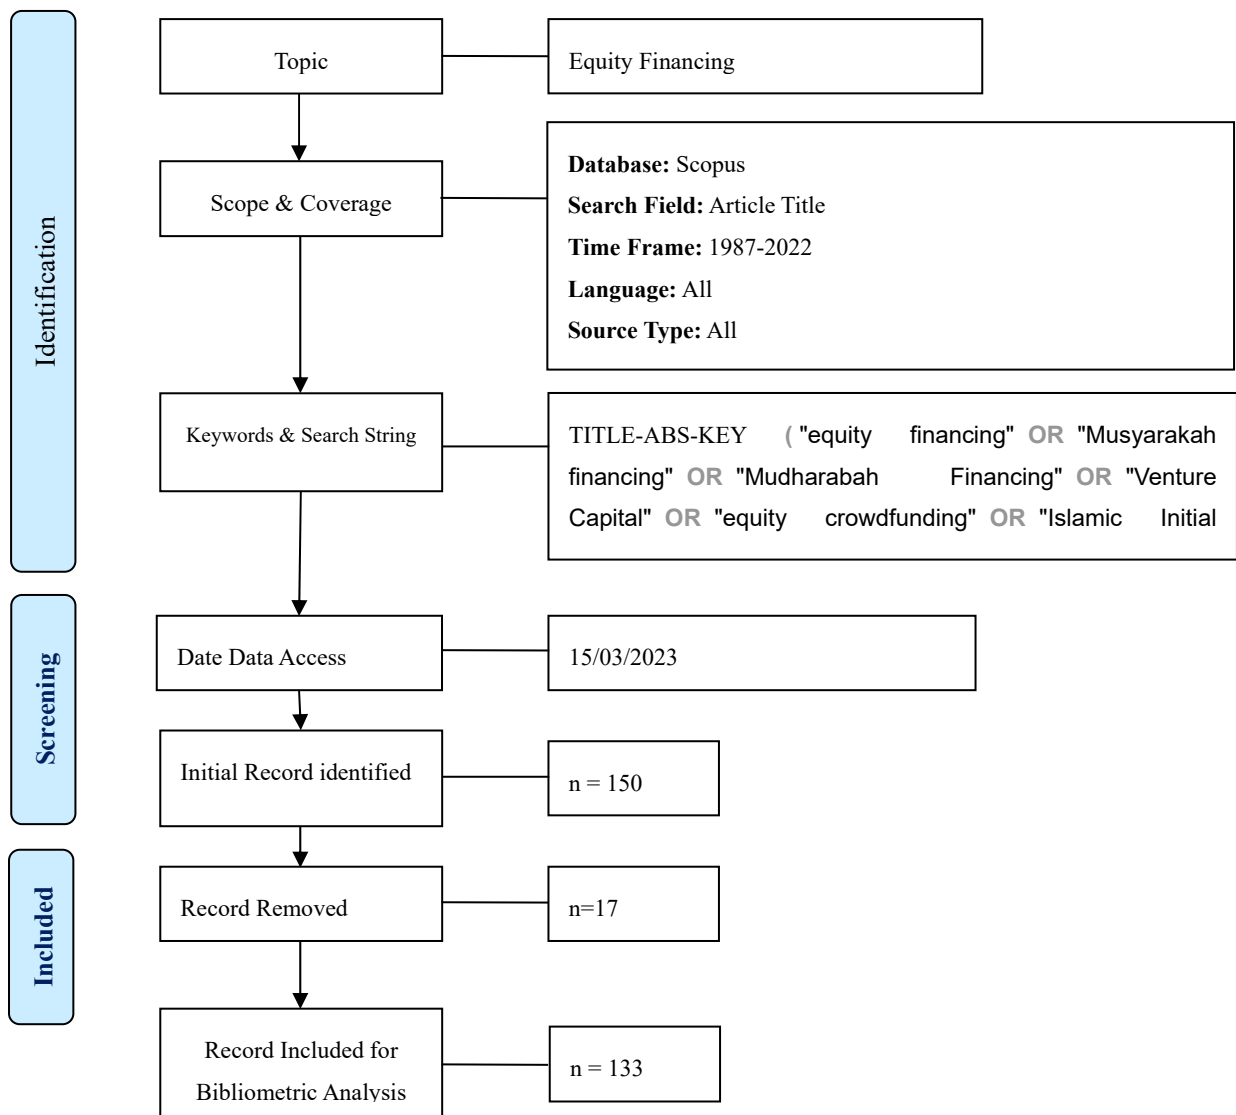 Identification
Topic
Equity Financing
Scope & Coverage
Database: Scopus
Search Field: Article Title
Time Frame: 1987-2022
Language: All
Source Type: All
Keywords & Search String
TITLE-ABS-KEY ( "equity financing" OR "Musyarakah
financing" OR "Mudharabah Financing" OR "Venture
Capital" OR "equity crowdfunding" OR "Islamic Initial
Screening
Date Data Access
15/03/2023
Initial Record identified
n = 150
Included
Record Removed
n=17
Record Included for
Bibliometric Analysis
n = 133